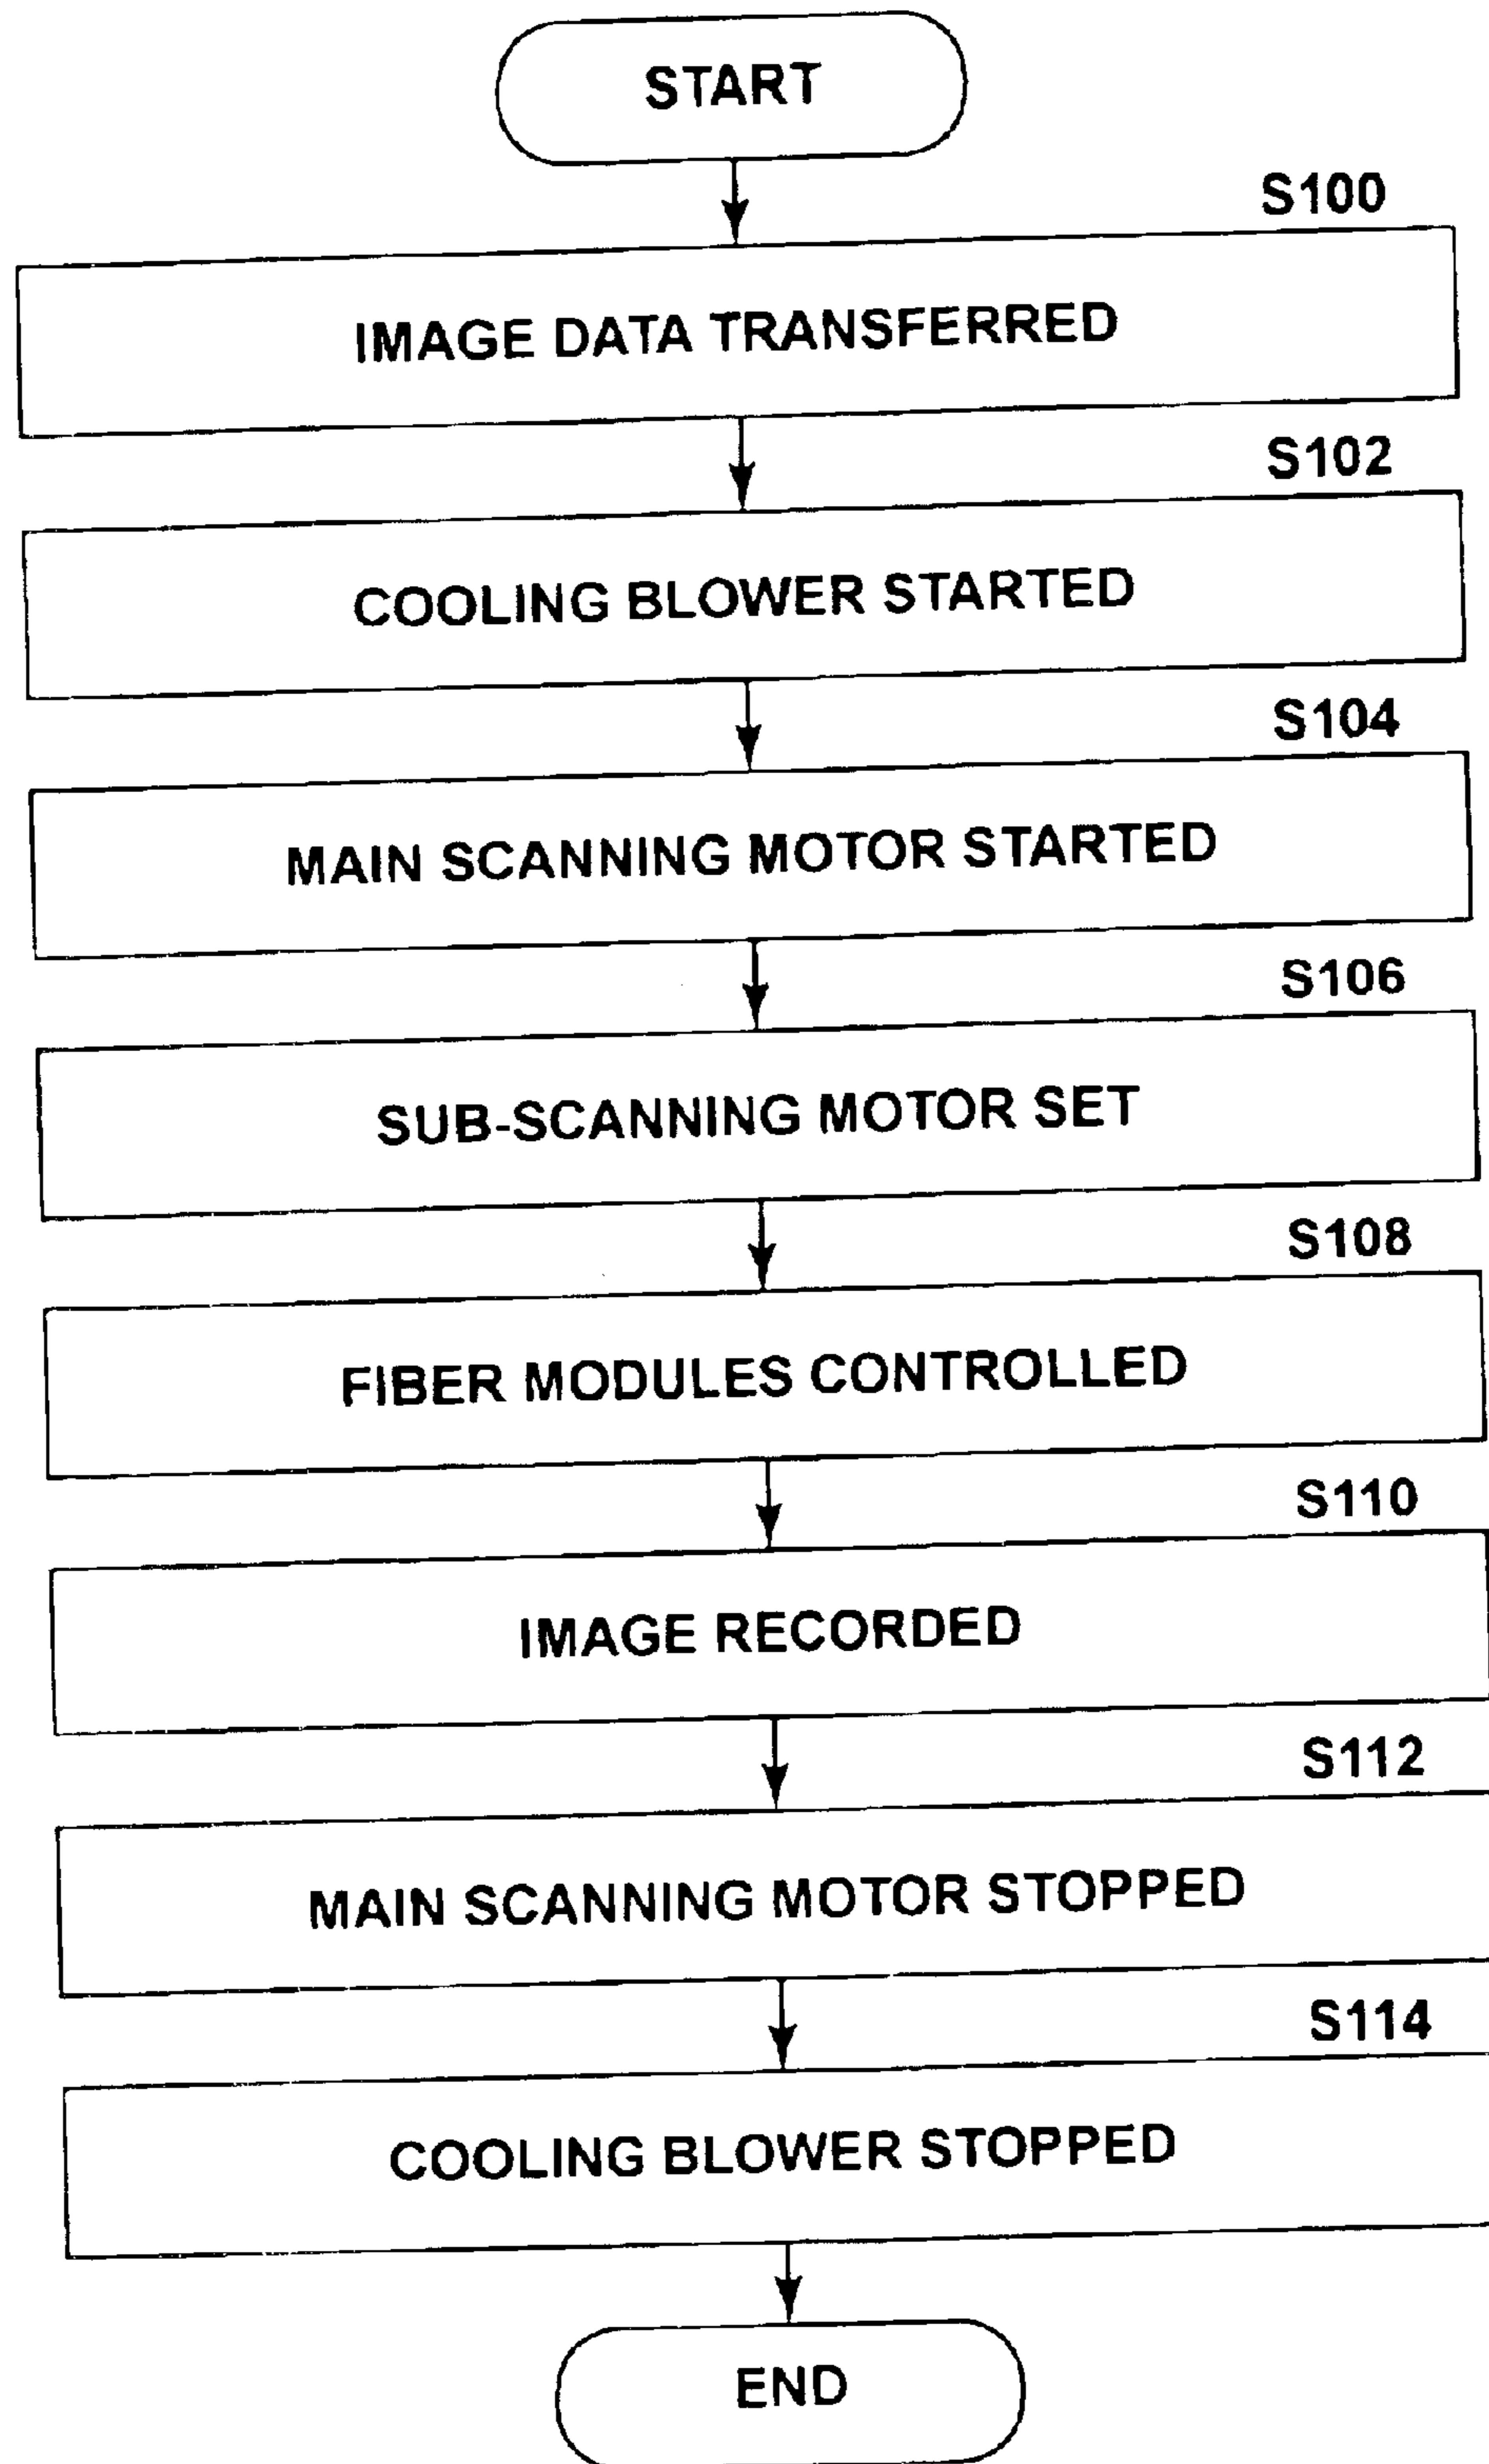 START
S100
IMAGE DATA TRANSFERRED
S102
COOLING BLOWER STARTED
S104
MAIN SCANNING MOTOR STARTED
S106
SUB-SCANNING MOTOR SET
S108
FIBER MODULES CONTROLLED
S110
IMAGE RECORDED
S112
MAIN SCANNING MOTOR STOPPED
S114
COOLING BLOWER STOPPED
END